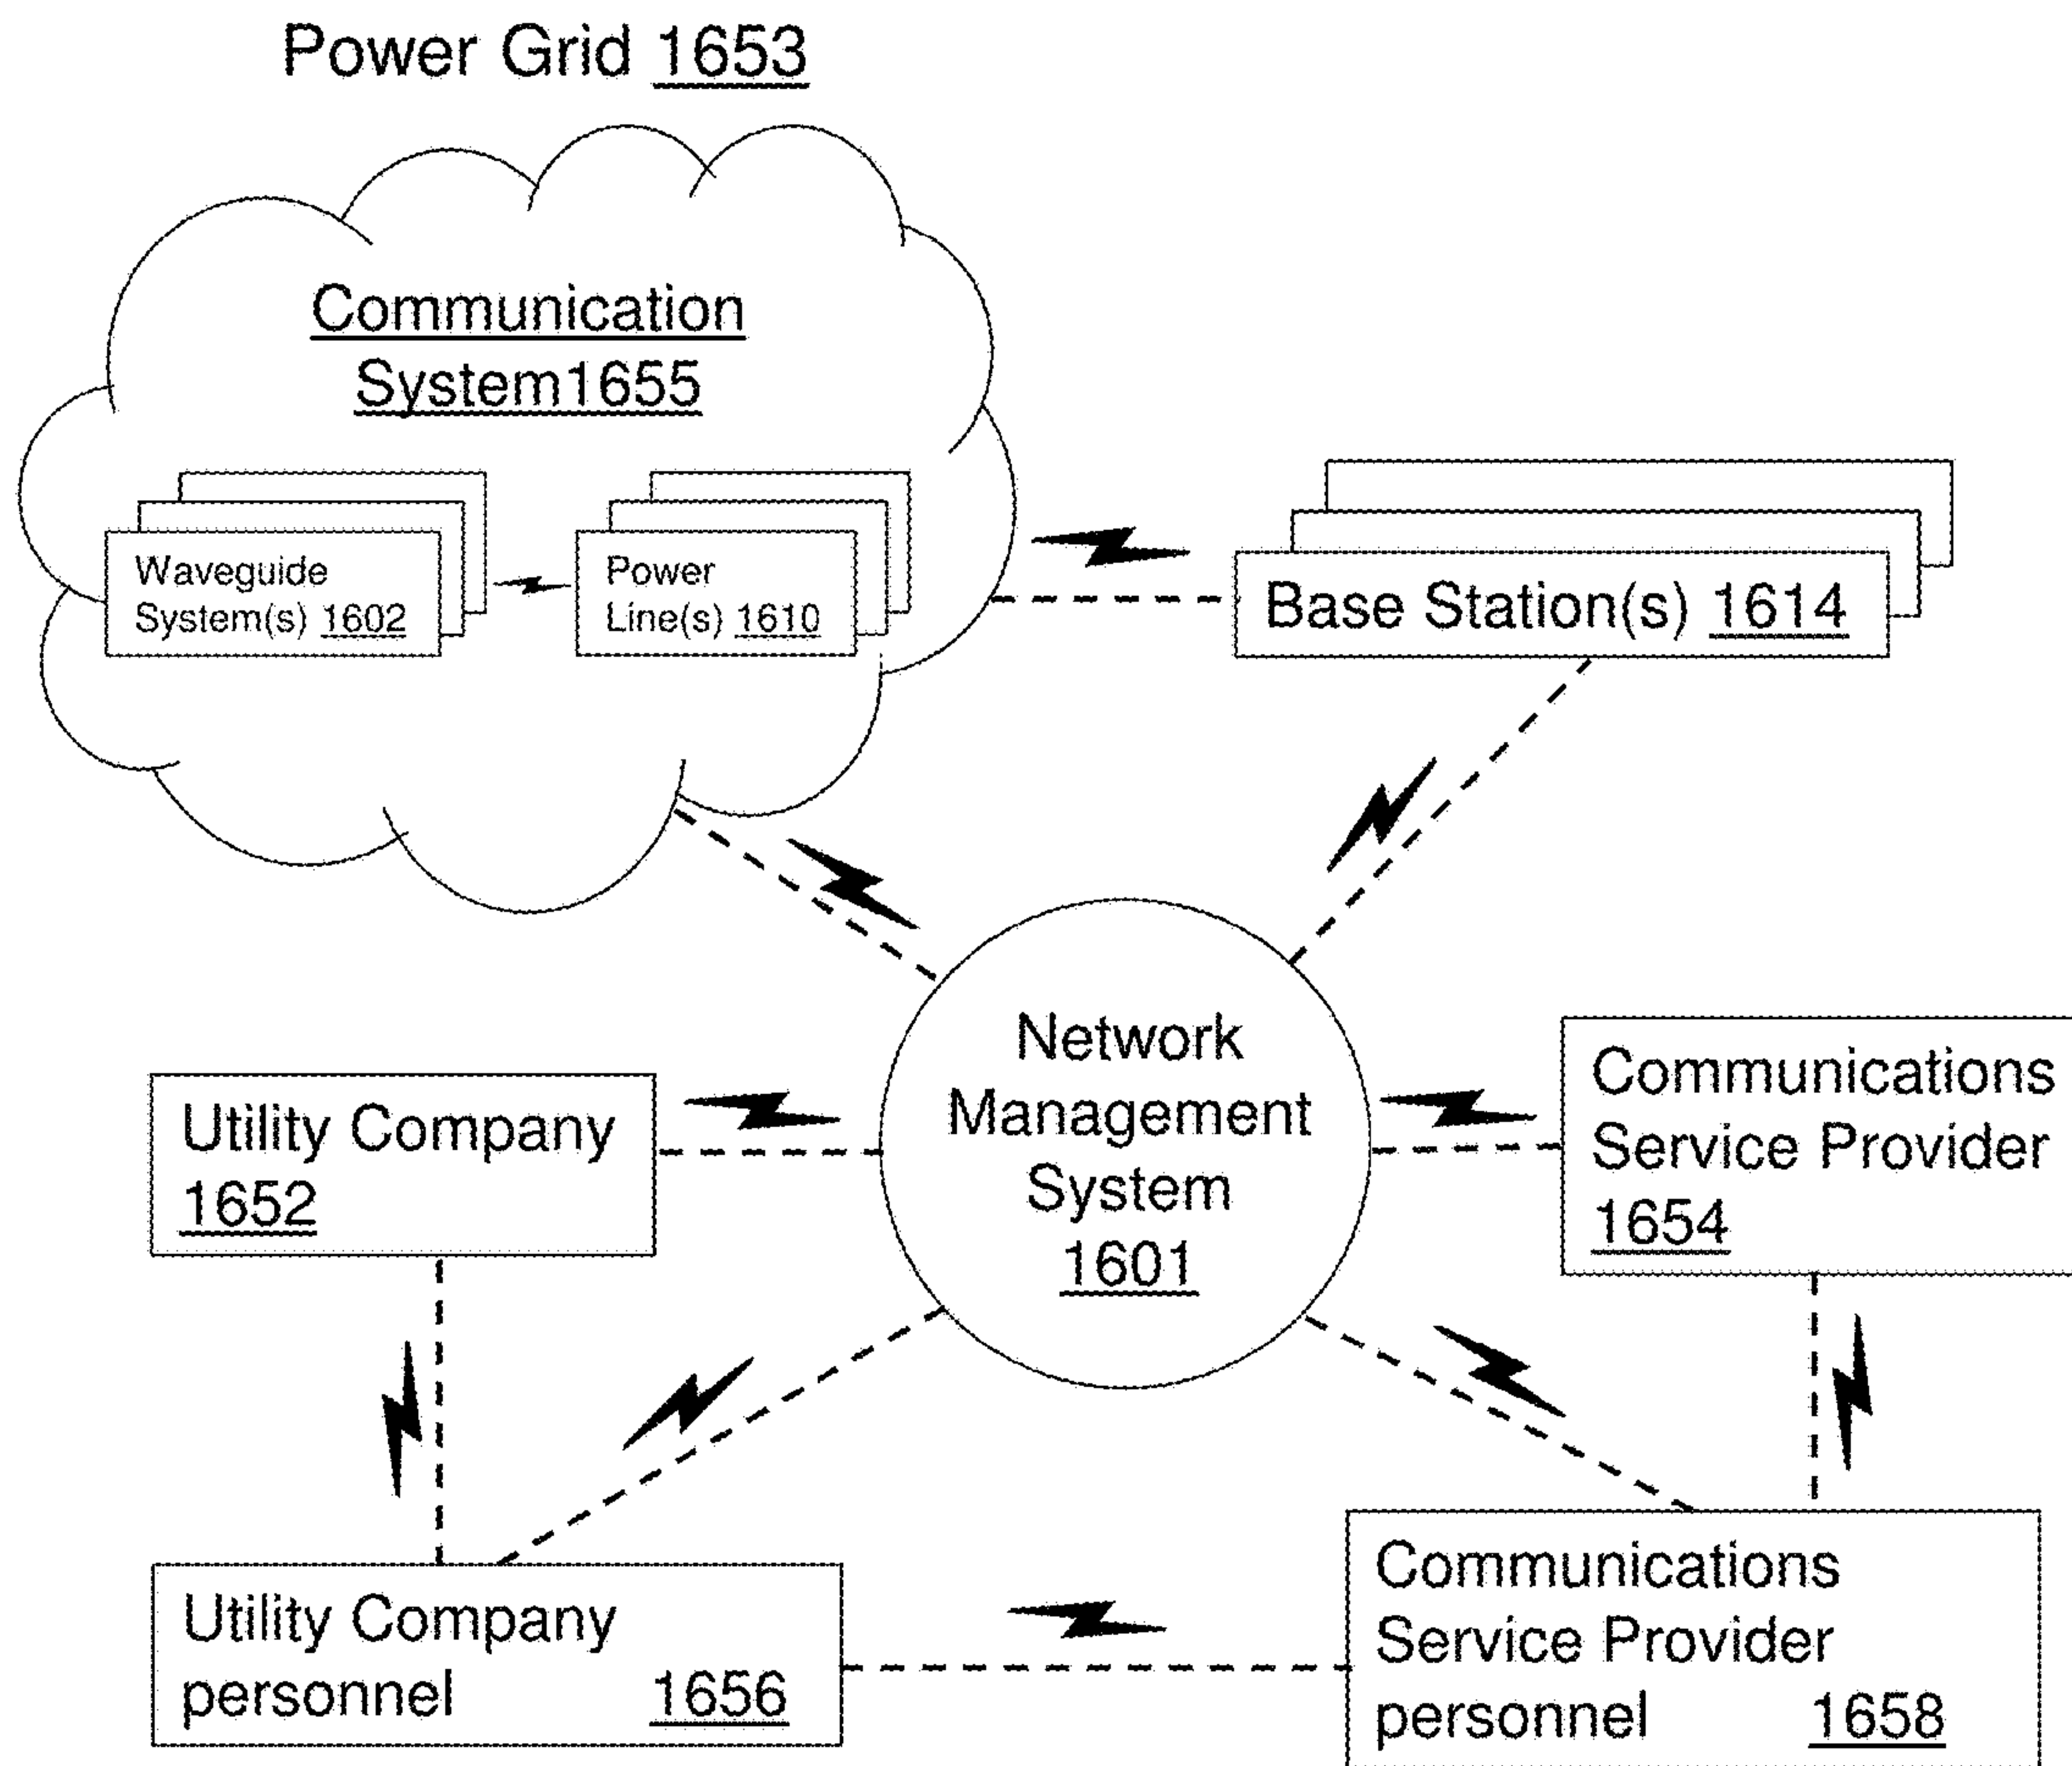 Power Grid 1653
Communication
System1655
Waveguide
System(s) 1602
Power
Line(s) 1610
Base Station(s) 1614
Network
Management
System
1601
Utility Company
1652
Communications
Service Provider
1654
Utility Company
personnel 1656
Communications
Service Provider
personnel 1658